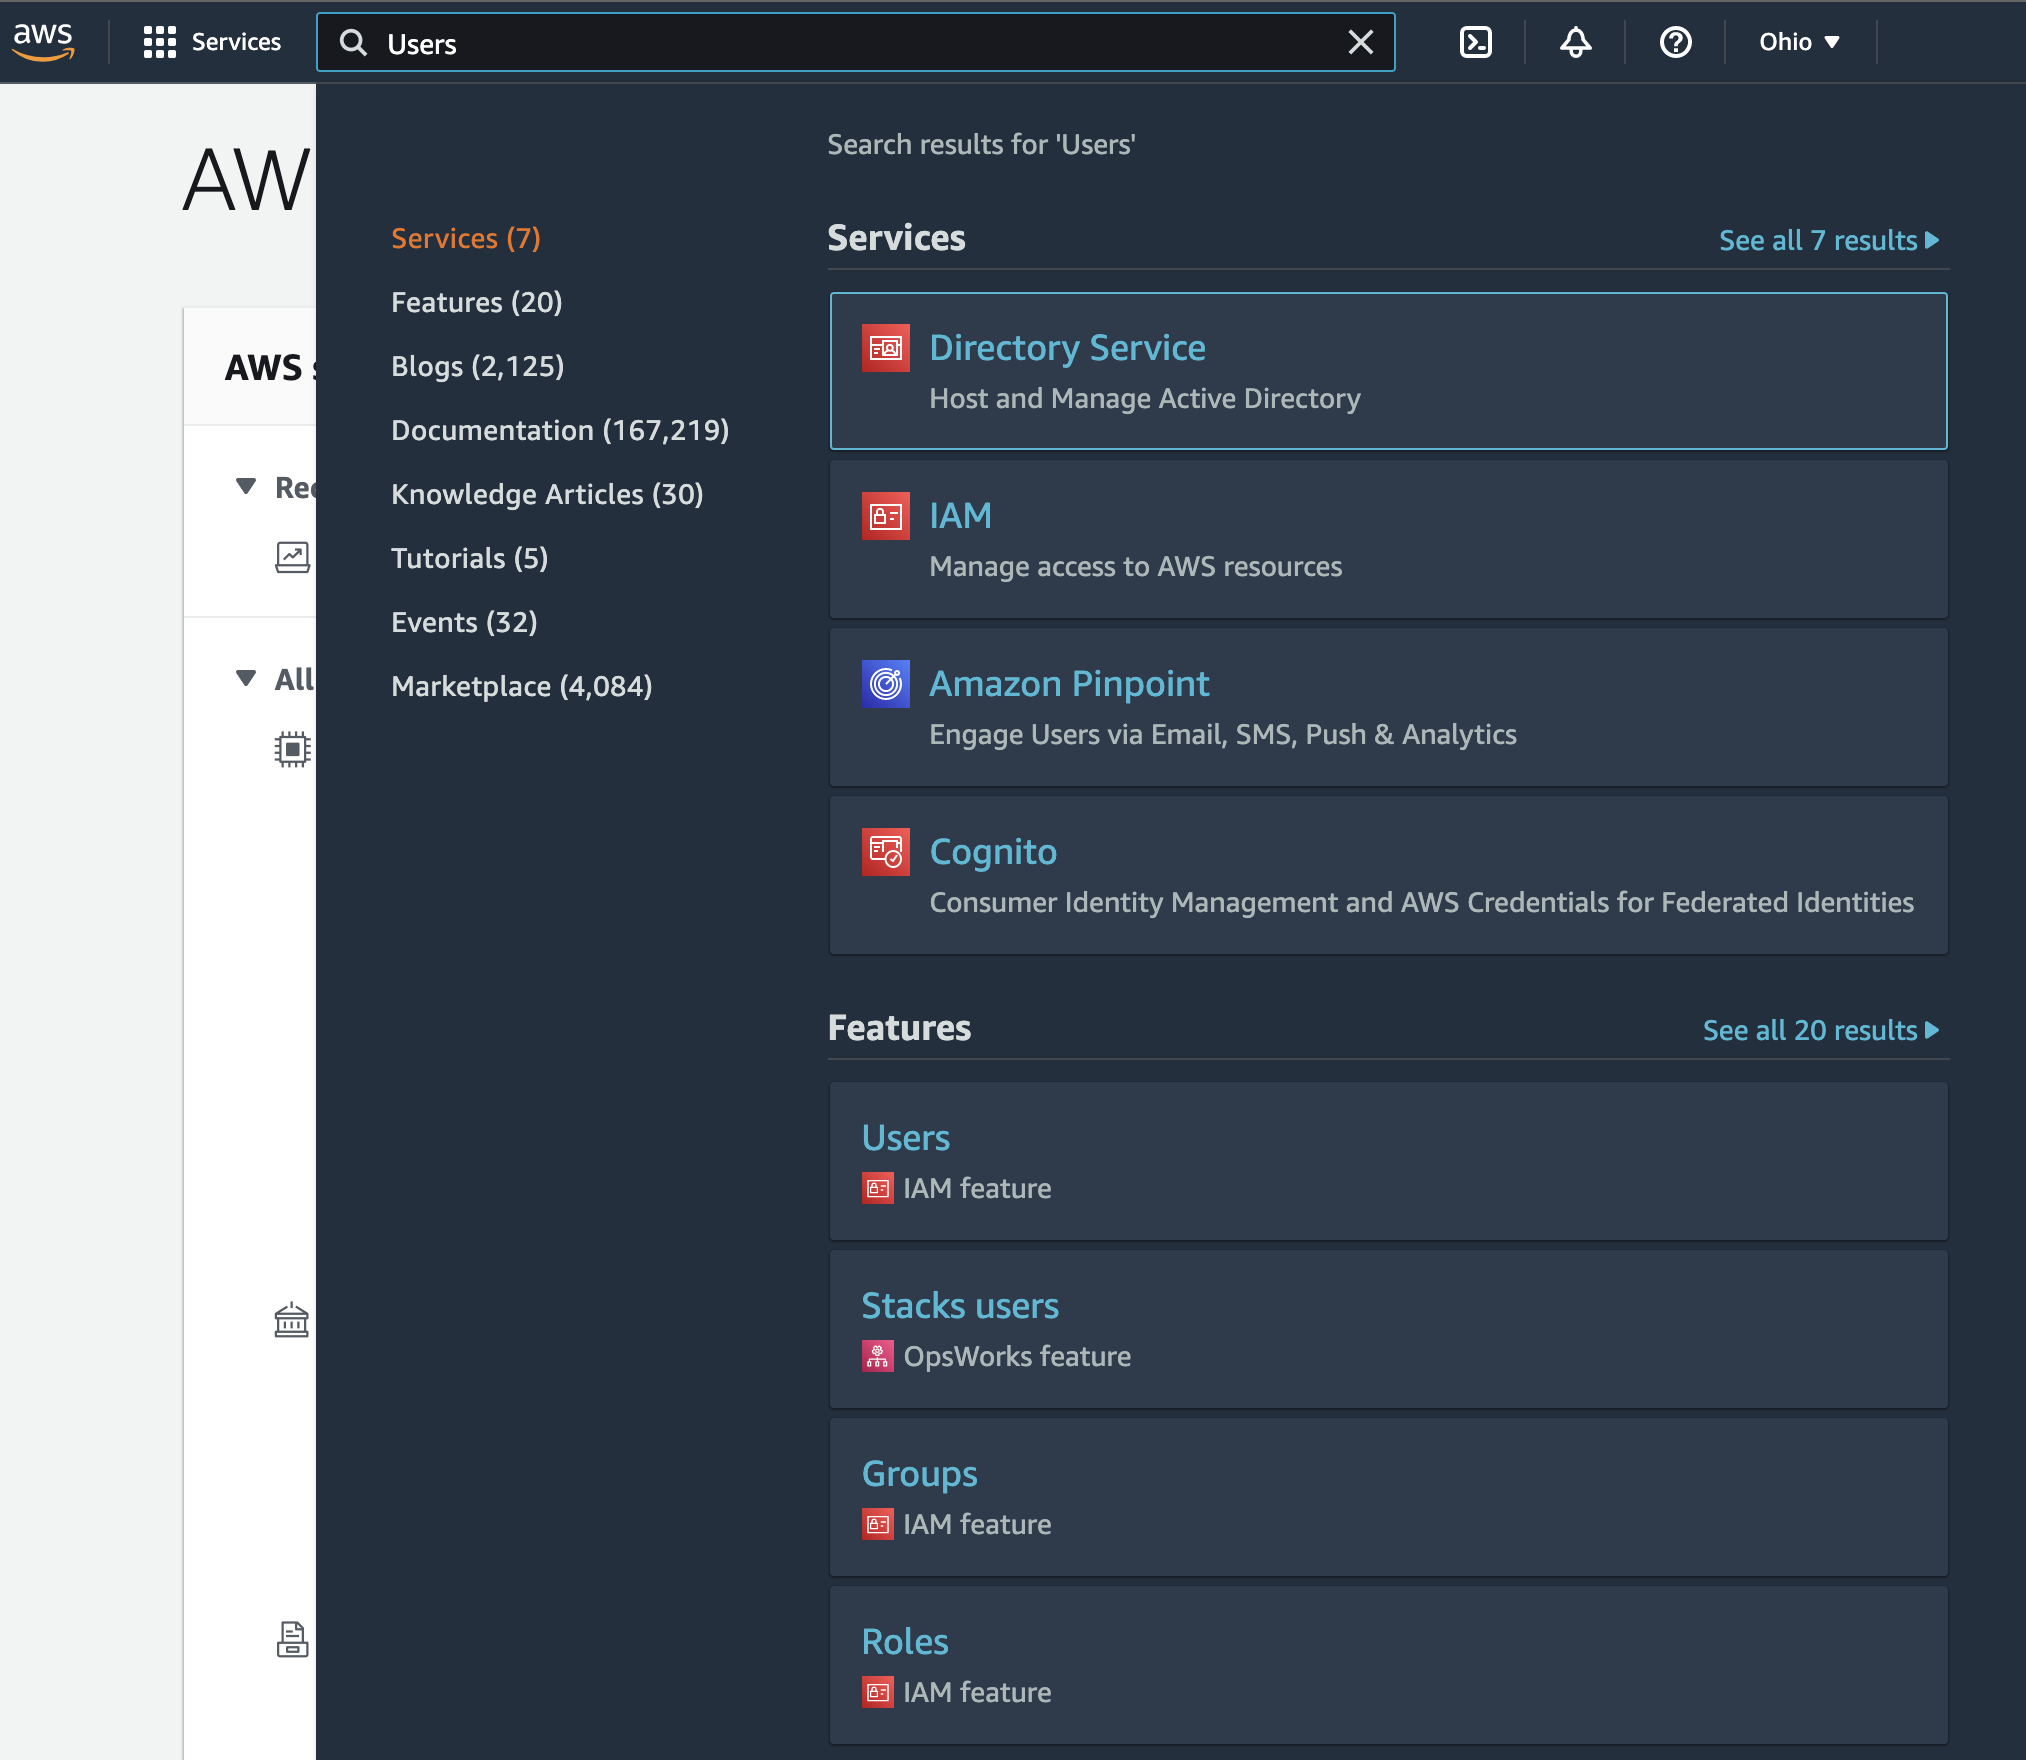 aws
Services
Users
Ohio
AW
AWS
Rec
All
Search results for 'Users'
Services (7)
Features (20)
Blogs (2,125)
Documentation (167,219)
Knowledge Articles (30)
Tutorials (5)
Events (32)
Marketplace (4,084)
Services
See all 7 results
Directory Service
Host and Manage Active Directory
IAM
Manage access to AWS resources
Amazon Pinpoint
Engage Users via Email, SMS, Push & Analytics
Cognito
Consumer Identity Management and AWS Credentials for Federated Identities
Features
See all 20 results
Users
IAM feature
Stacks users
OpsWorks feature
Groups
IAM feature
Roles
IAM feature